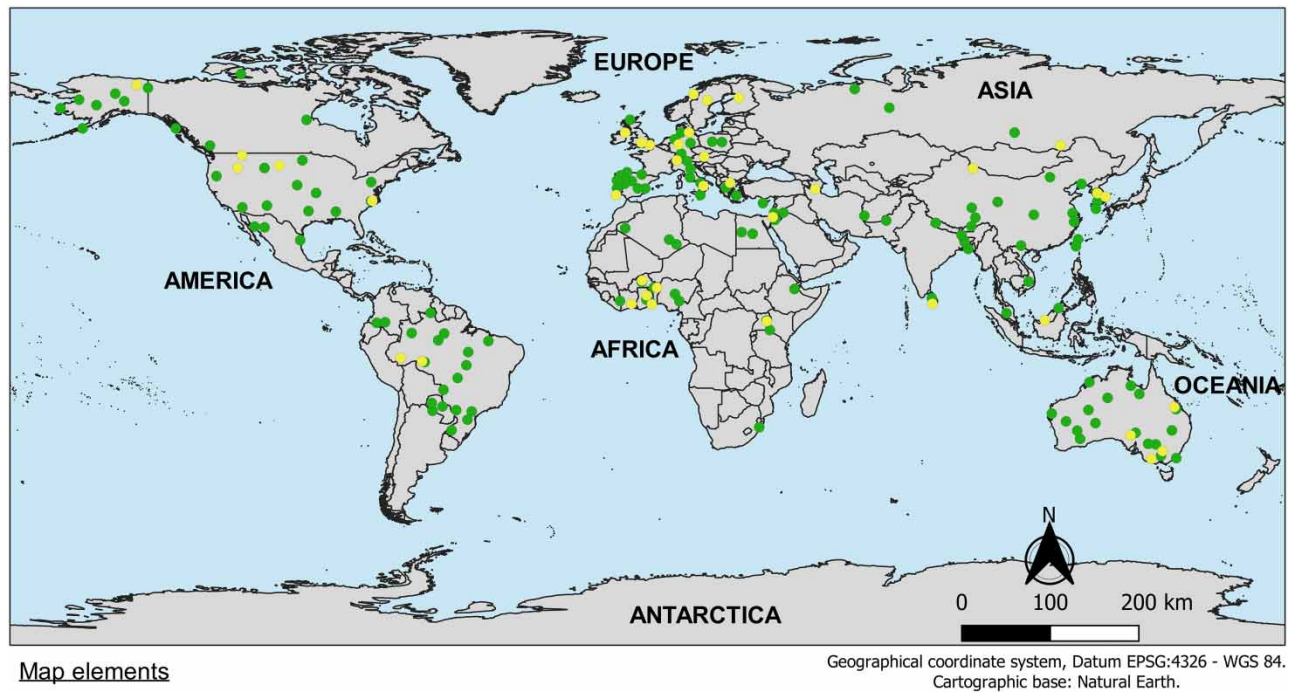 EUROPE
ASIA
AMERICA
AFRICA
OCEANIA
N
0 100 200 km
ANTARCTICA
Map elements
Geographical coordinate system, Datum EPSG:4326 - WGS 84.
Cartographic base: Natural Earth.